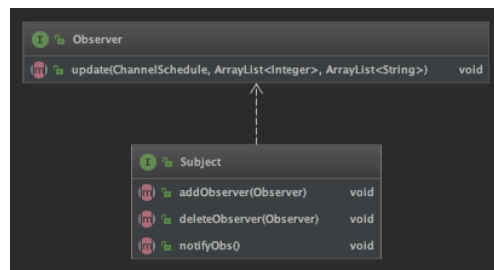 I Observer
m update(ChannelSchedule, ArrayList<Integer>, ArrayList<String>) void
I Subject
m addObserver(Observer) void
m deleteObserver(Observer) void
m notifyObs() void